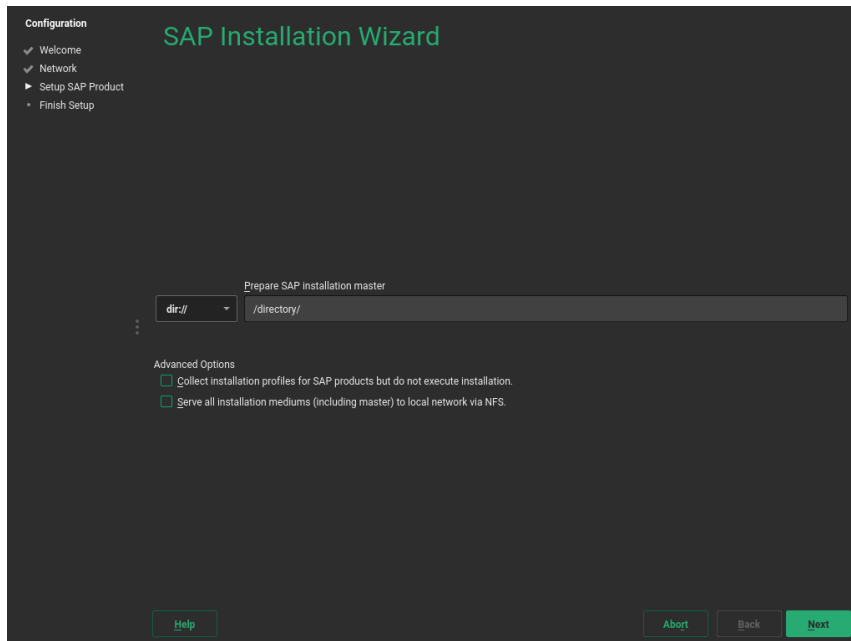 Configuration
Welcome
Network
Setup SAP Product
Finish Setup
SAP Installation Wizard
Prepare SAP installation master
dir://
/directory/
Advanced Options
Collect installation profiles for SAP products but do not execute installation.
Serve all installation mediums (including master) to local network via NFS.
Help
Abort
Back
Next